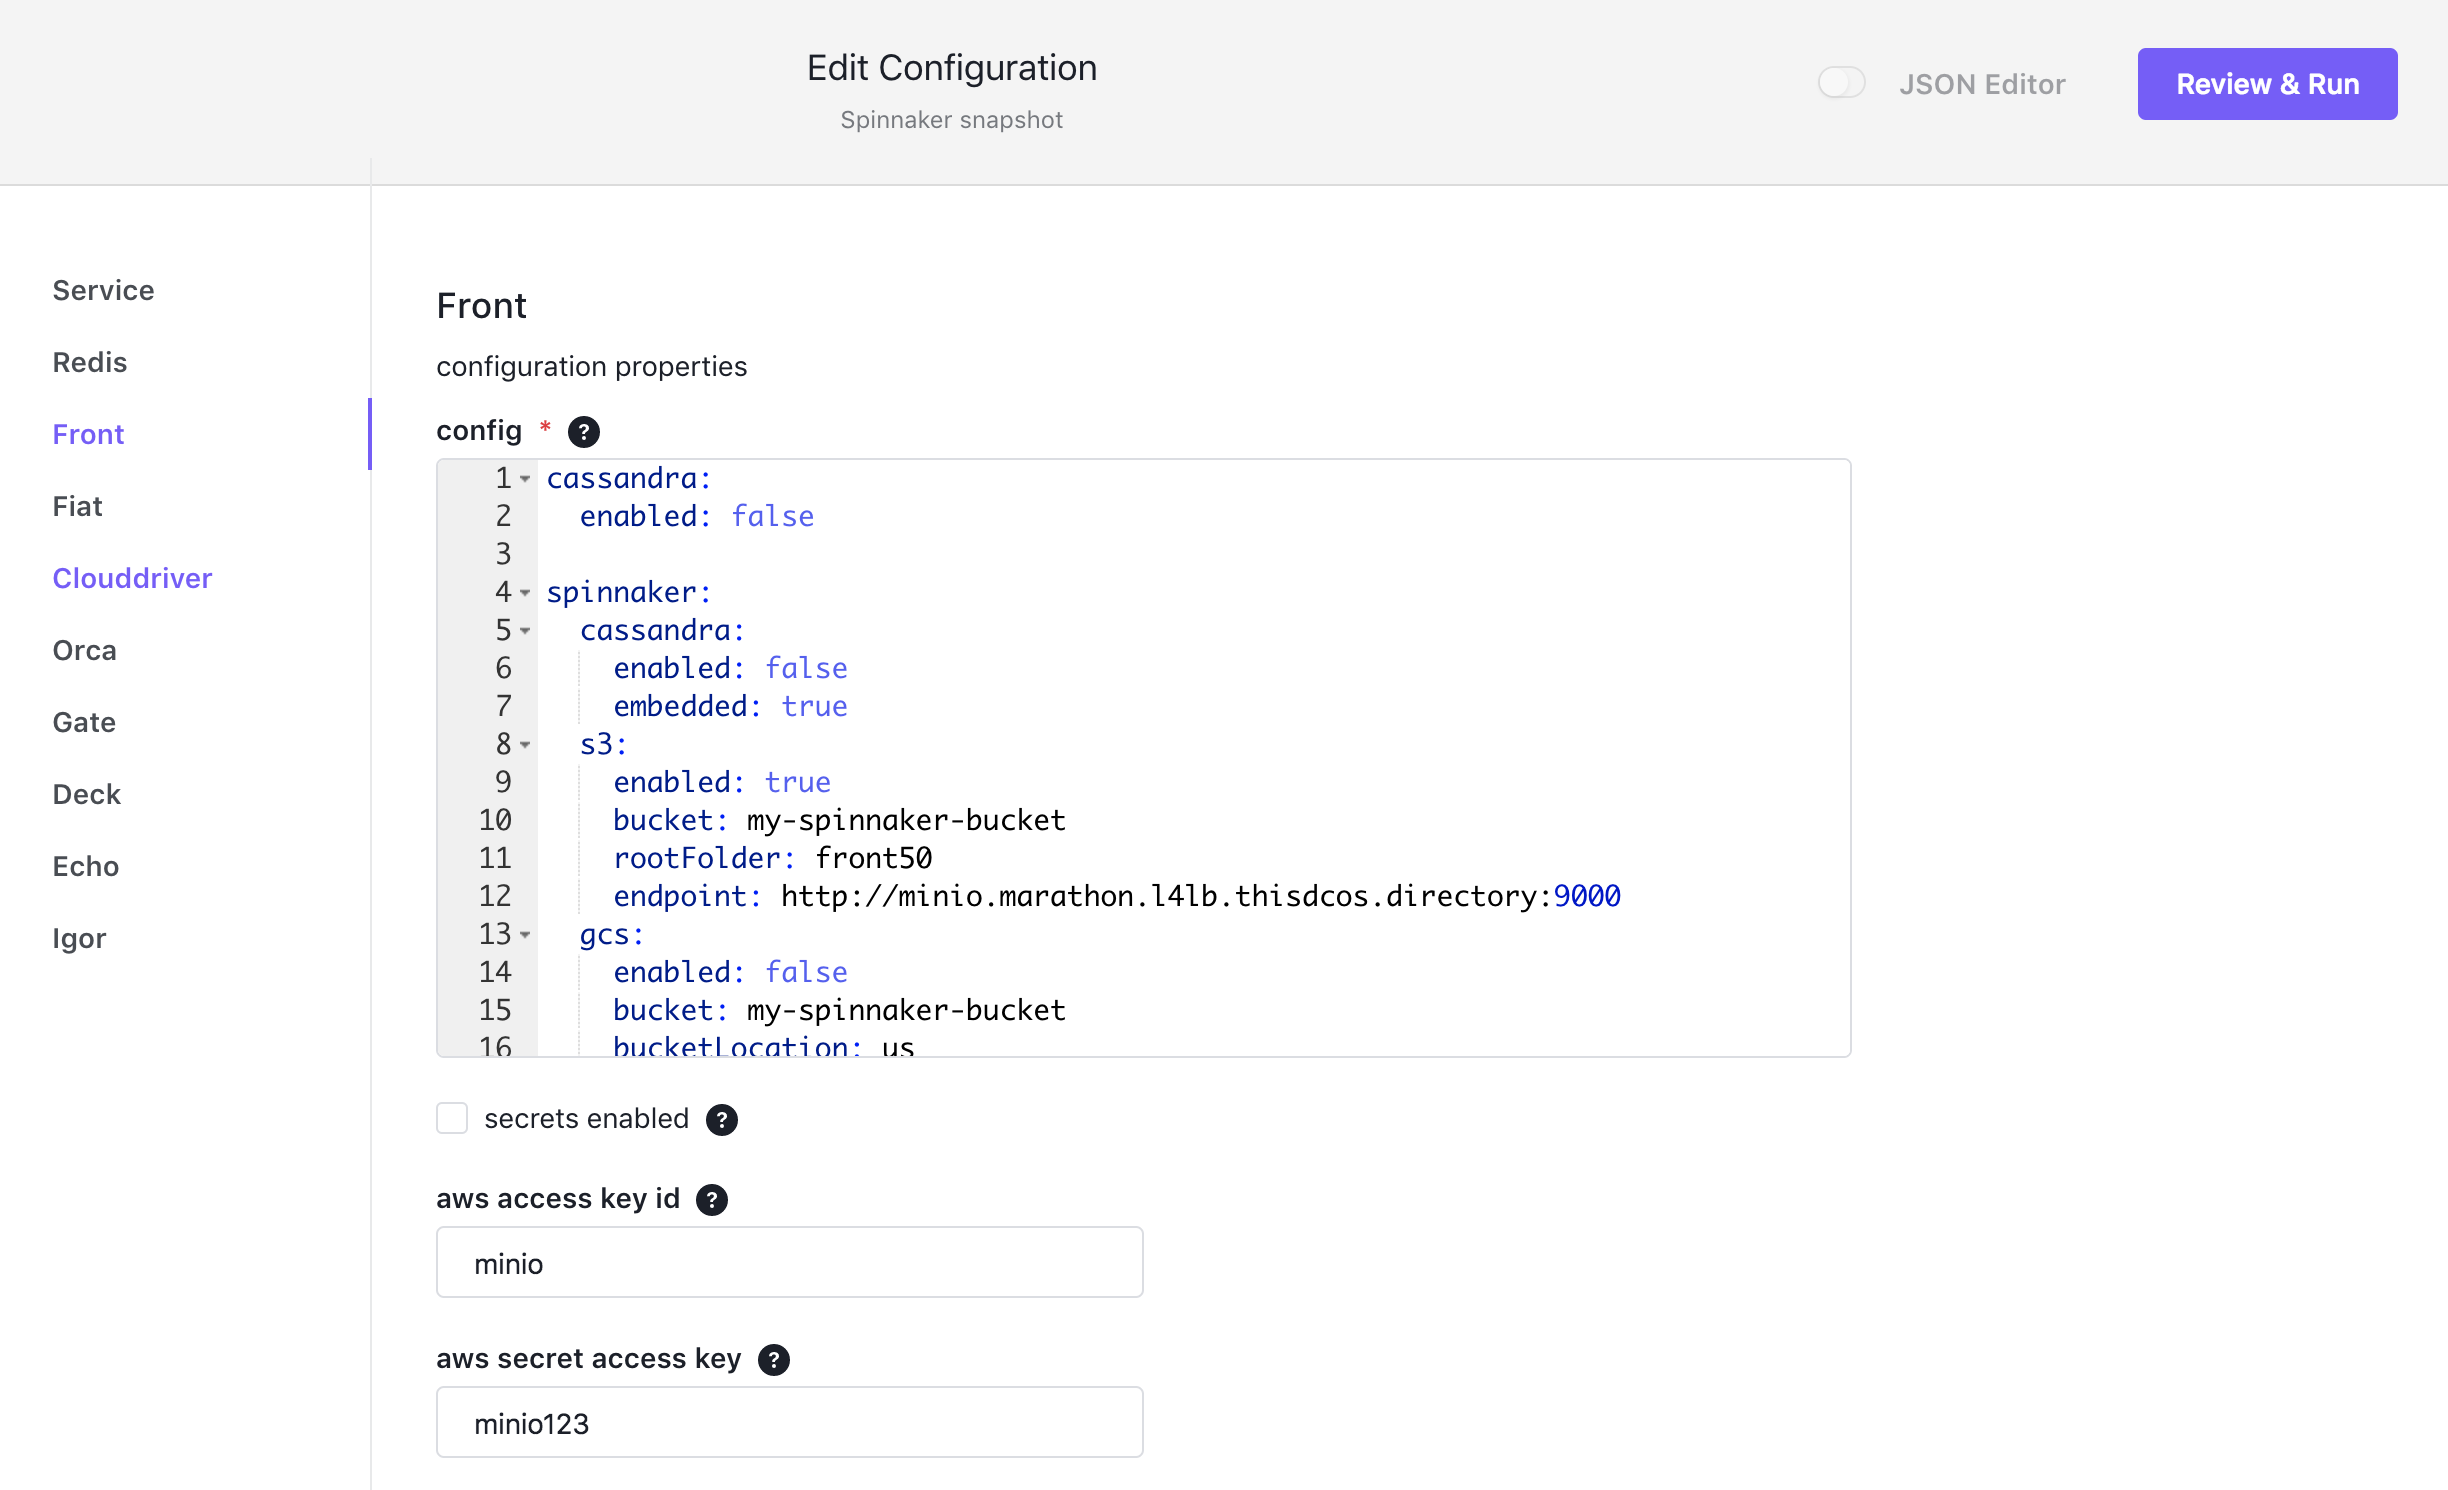 Edit Configuration
Spinnaker snapshot
JSON Editor
Review & Run
Service
Redis
Front
Fiat
Clouddriver
Orca
Gate
Deck
Echo
Igor
Front
configuration properties
config * ?
1 cassandra:
2   enabled: false
3
4 spinnaker:
5   cassandra:
6     enabled: false
7     embedded: true
8   s3:
9     enabled: true
10     bucket: my-spinnaker-bucket
11     rootFolder: front50
12     endpoint: http://minio.marathon.l4lb.thisdcos.directory:9000
13   gcs:
14     enabled: false
15     bucket: my-spinnaker-bucket
16     bucketLocation: us
secrets enabled ?
aws access key id ?
minio
aws secret access key ?
minio123